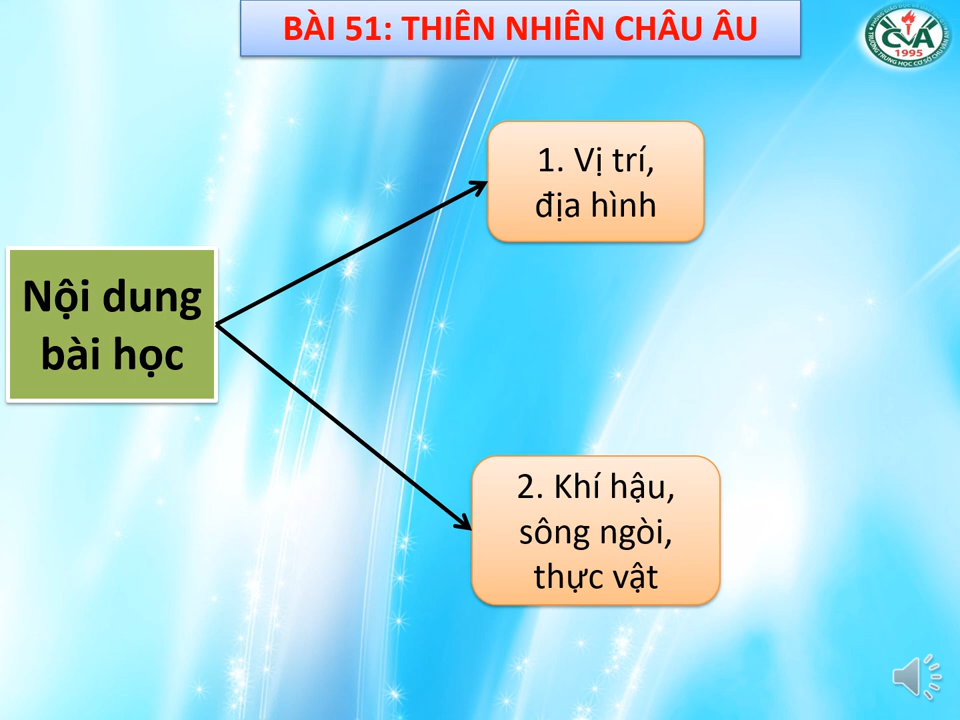 BÀI 51: THIÊN NHIÊN CHÂU ÂU
CVA
1995
1. Vị trí,
địa hình
Nội dung
bài học
2. Khí hậu,
sông ngòi,
thực vật